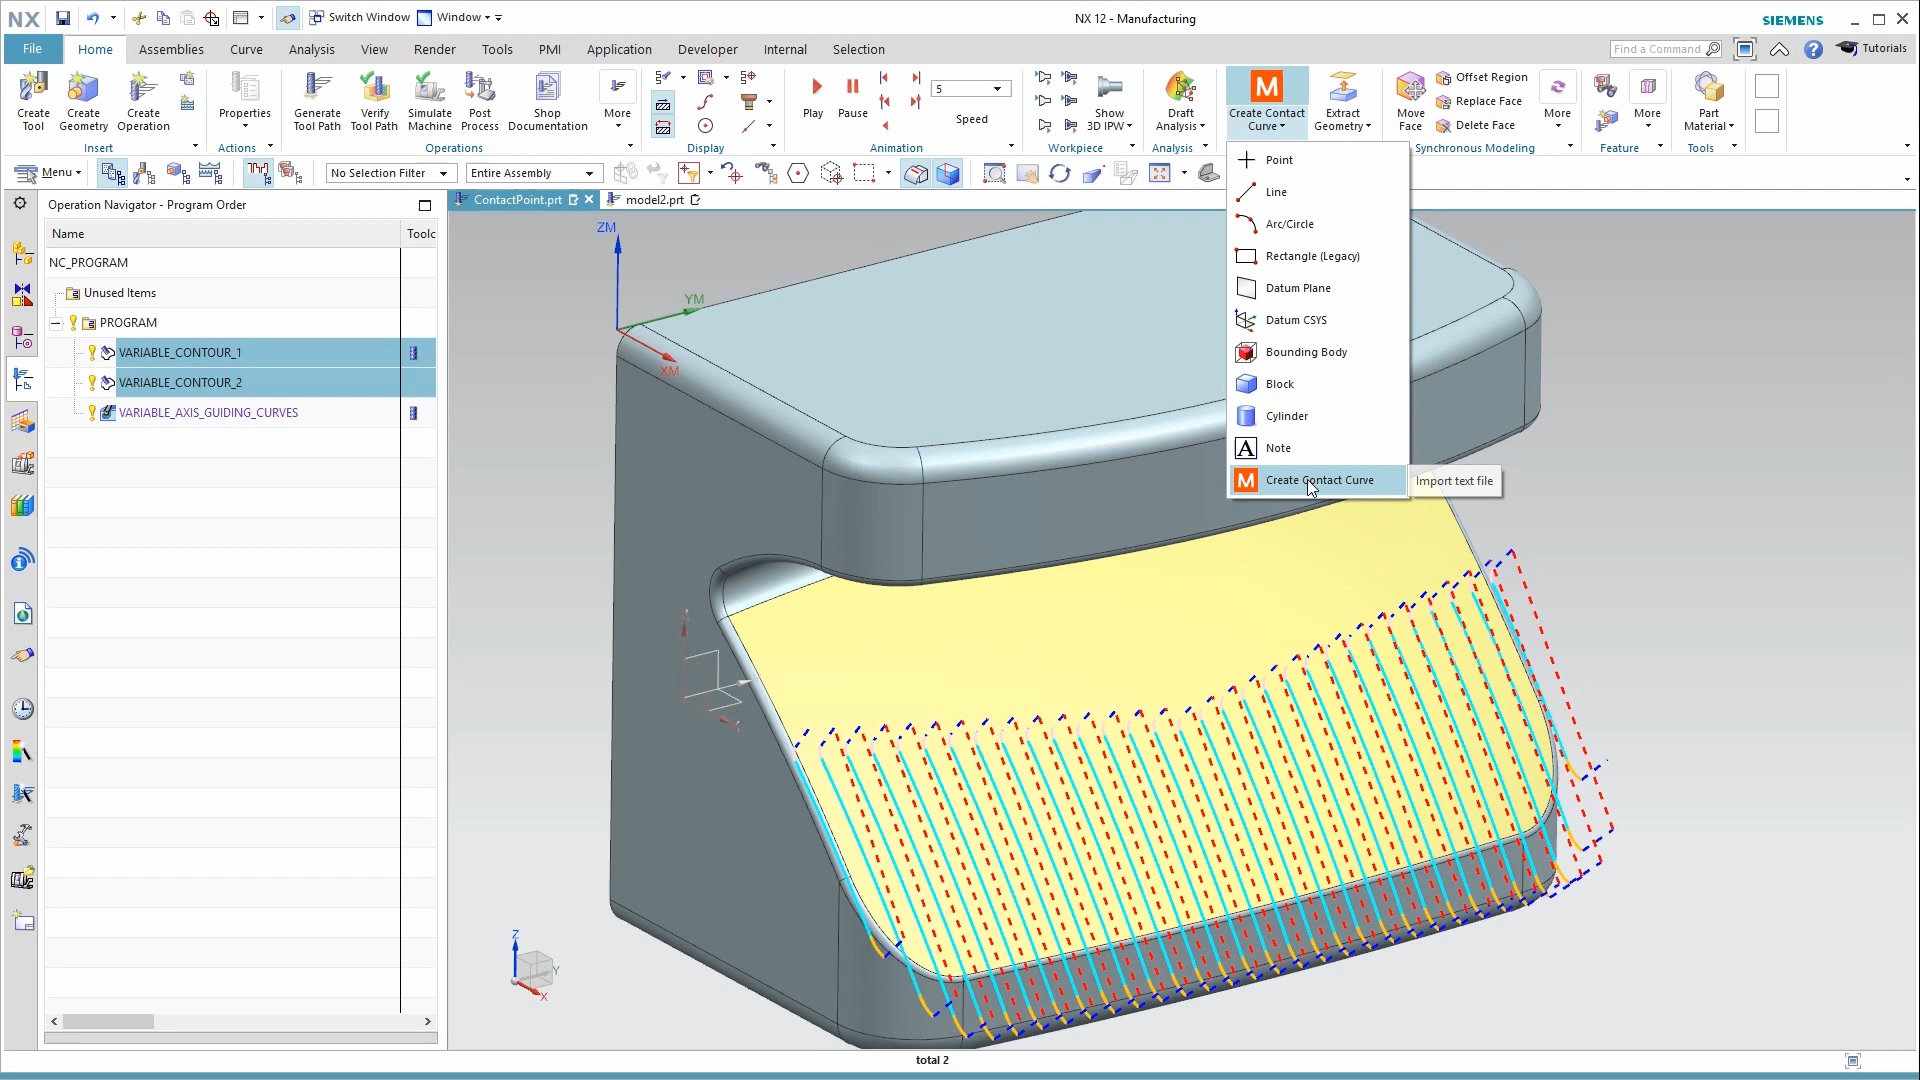 NX
Switch Window
Window
NX 12 - Manufacturing
SIEMENS
File
Home
Assemblies
Curve
Analysis
View
Render
Tools
PMI
Application
Developer
Internal
Selection
Find a Command
Tutorials
Create Tool
Create Geometry
Create Operation
Properties
Generate Tool Path
Verify Tool Path
Simulate Machine
Post Process
Shop Documentation
More
Play
Pause
5
Speed
Show 3D IPW
Draft Analysis
M
Create Contact Curve
Extract Geometry
Move Face
Offset Region
Replace Face
Delete Face
More
More
Part Material
Insert
Actions
Operations
Display
Animation
Workpiece
Analysis
Synchronous Modeling
Feature
Tools
Menu
No Selection Filter
Entire Assembly
Operation Navigator - Program Order
ContactPoint.prt
model2.prt
Name
Toolc
NC_PROGRAM
Unused Items
PROGRAM
VARIABLE_CONTOUR_1
VARIABLE_CONTOUR_2
VARIABLE_AXIS_GUIDING_CURVES
Point
Line
Arc/Circle
Rectangle (Legacy)
Datum Plane
Datum CSYS
Bounding Body
Block
Cylinder
A Note
M Create Contact Curve
Import text file
ZM
YM
XM
Z
Y
X
total 2